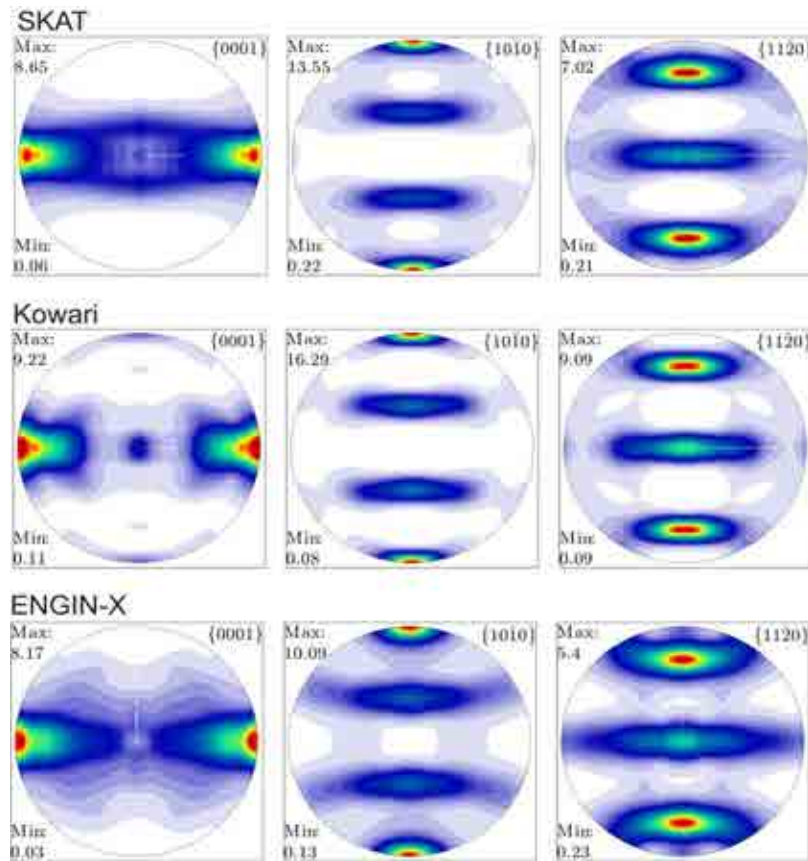 SKAT
Max:
8.65
{0001}
Min:
0.06
Max:
13.55
{1010}
Min:
0.22
Max:
7.02
{1120}
Min:
0.21
Kowari
Max:
9.22
{0001}
Min:
0.11
Max:
16.29
{1010}
Min:
0.08
Max:
9.09
{1120}
Min:
0.09
ENGIN-X
Max:
8.17
{0001}
Min:
0.03
Max:
10.09
{1010}
Min:
0.13
Max:
5.4
{1120}
Min:
0.23